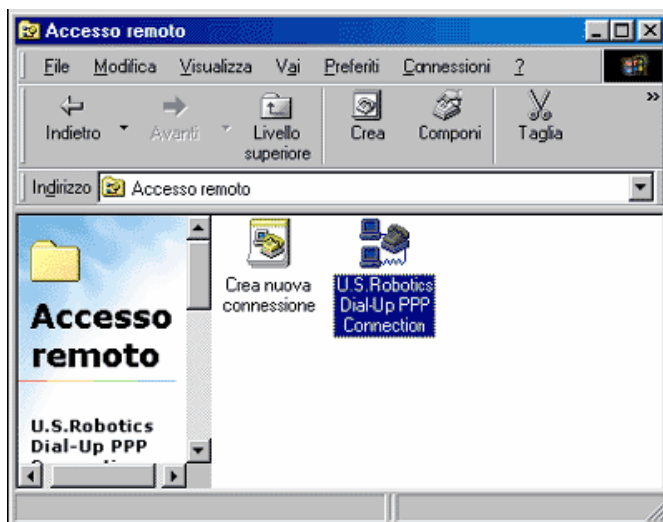 Accesso remoto
File Modifica Visualizza Vai Preferiti Connessioni ?
Indietro Avanti Livello superiore Crea Componi Taglia »
Indirizzo Accesso remoto
Crea nuova connessione
U.S.Robotics Dial-Up PPP Connection
Accesso
remoto
U.S.Robotics
Dial-Up PPP